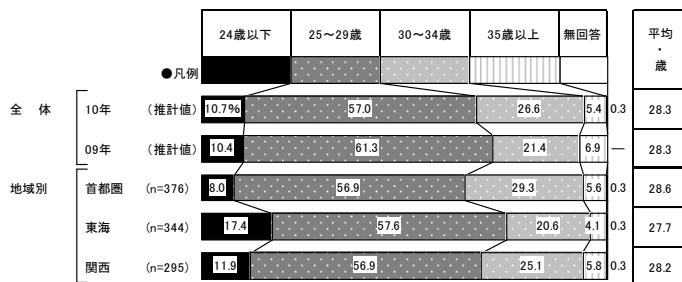 24歳以下 25～29歳 30～34歳 35歳以上 無回答 平均・歳
●凡例
全 体 10年 (推計値) 10.7% 57.0 26.6 5.4 0.3 28.3
09年 (推計値) 10.4 61.3 21.4 6.9 — 28.3
地域別 首都圏 (n=376) 8.0 56.9 29.3 5.6 0.3 28.6
東海 (n=344) 17.4 57.6 20.6 4.1 0.3 27.7
関西 (n=295) 11.9 56.9 25.1 5.8 0.3 28.2